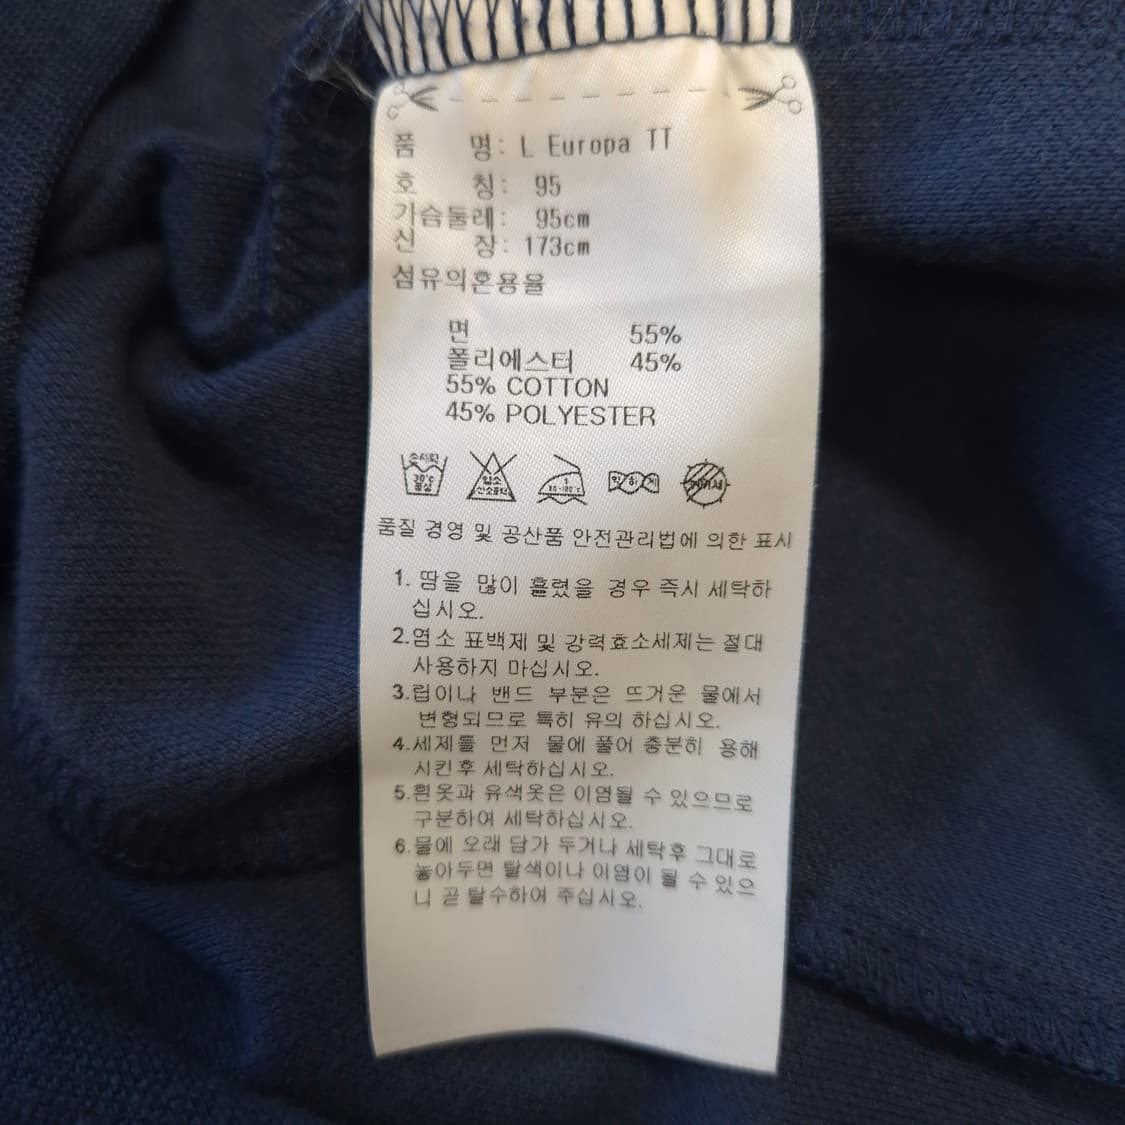 품 명: L Europa TT
호 칭: 95
가슴둘레: 95cm
신 장: 173cm
섬유의혼용율
면 55%
폴리에스터 45%
55% COTTON
45% POLYESTER
30°c
약하게
품질 경영 및 공산품 안전관리법에 의한 표시
1. 땀을 많이 흘렸을 경우 즉시 세탁하
십시오.
2.염소 표백제 및 강력효소세제는 절대
사용하지 마십시오.
3.립이나 밴드 부분은 뜨거운 물에서
변형되므로 특히 유의 하십시오.
4.세제를 먼저 물에 풀어 충분히 용해
시킨후 세탁하십시오.
5.흰옷과 유색옷은 이염될 수 있으므로
구분하여 세탁하십시오.
6.물에 오래 담가 두거나 세탁후 그대로
놓아두면 탈색이나 이염이 될 수 있으
니 곧 탈수하여 주십시오.